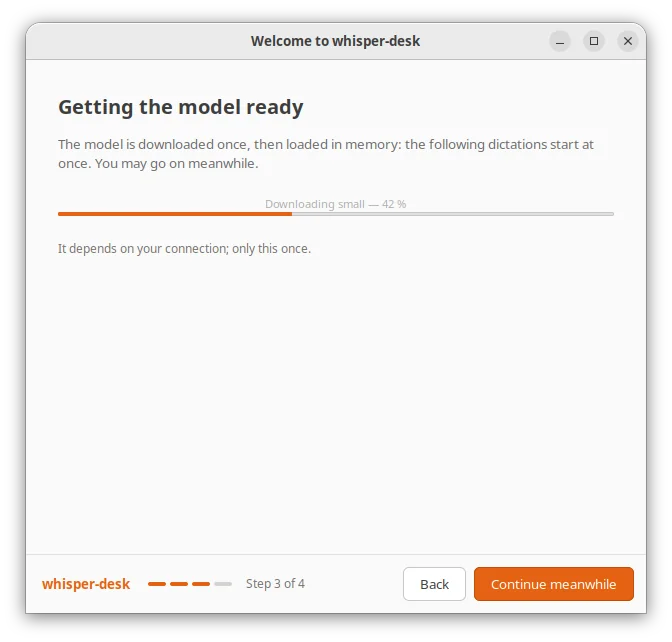 Welcome to whisper-desk
Getting the model ready
The model is downloaded once, then loaded in memory: the following dictations start at
once. You may go on meanwhile.
Downloading small — 42 %
It depends on your connection; only this once.
whisper-desk
Step 3 of 4
Back
Continue meanwhile